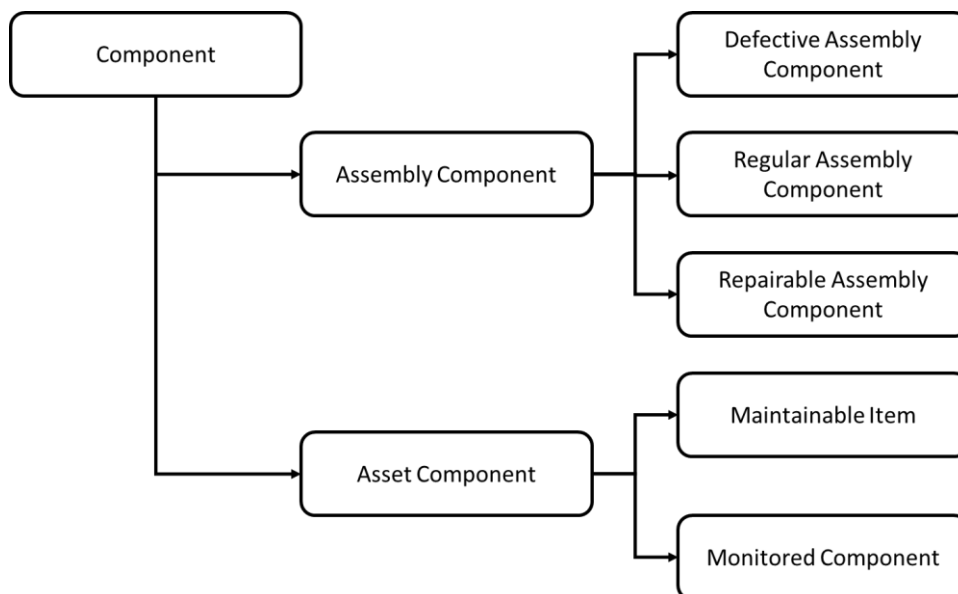 Component
Defective Assembly
Component
Assembly Component
Regular Assembly
Component
Repairable Assembly
Component
Asset Component
Maintainable Item
Monitored Component